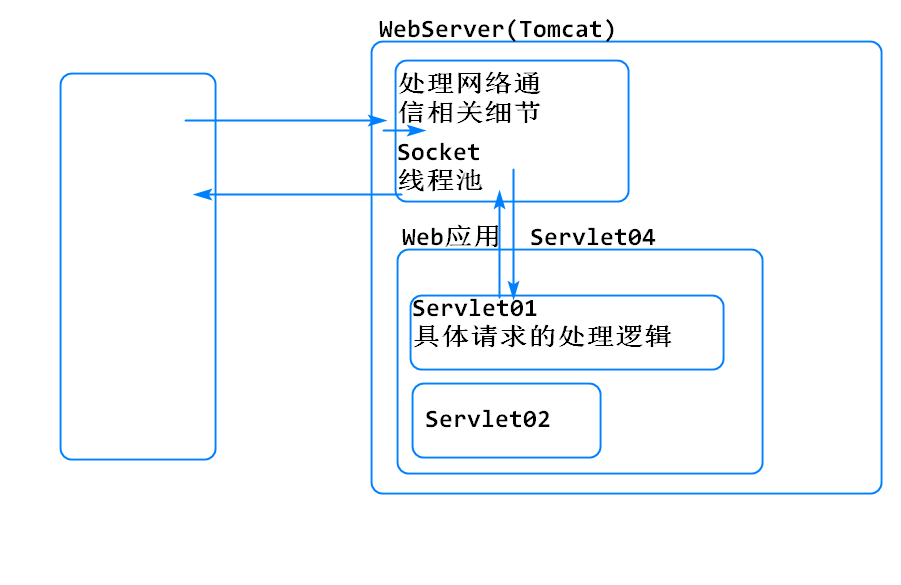 WebServer(Tomcat)
处理网络通
信相关细节
Socket
线程池
Web应用 Servlet04
Servlet01
具体请求的处理逻辑
Servlet02